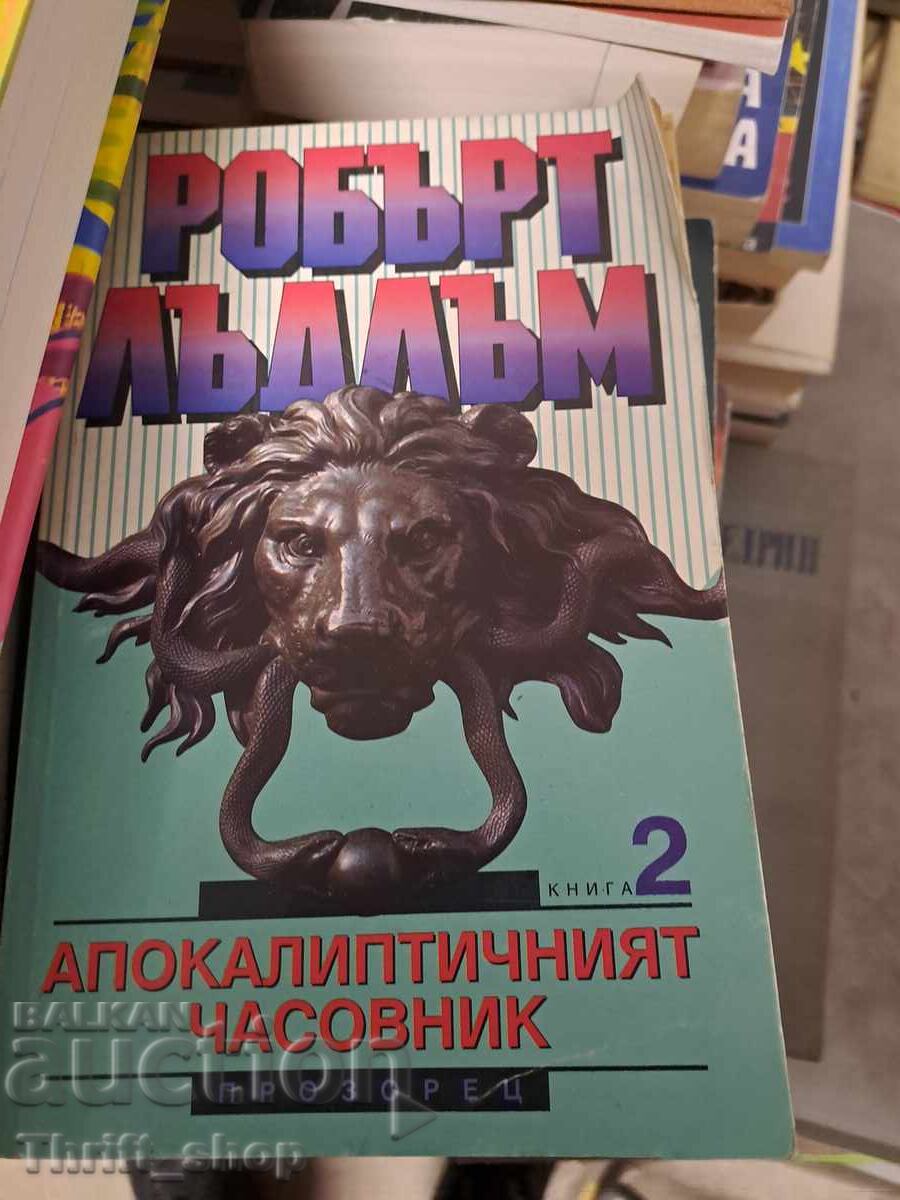 РОБЪРТ
ЛЪДЛЪМ
КНИГА 2
АПОКАЛИПТИЧНИЯТ
ЧАСОВНИК
ПРОЗОРЕЦ
BALKAN
auction
Thrift_shop
А
А